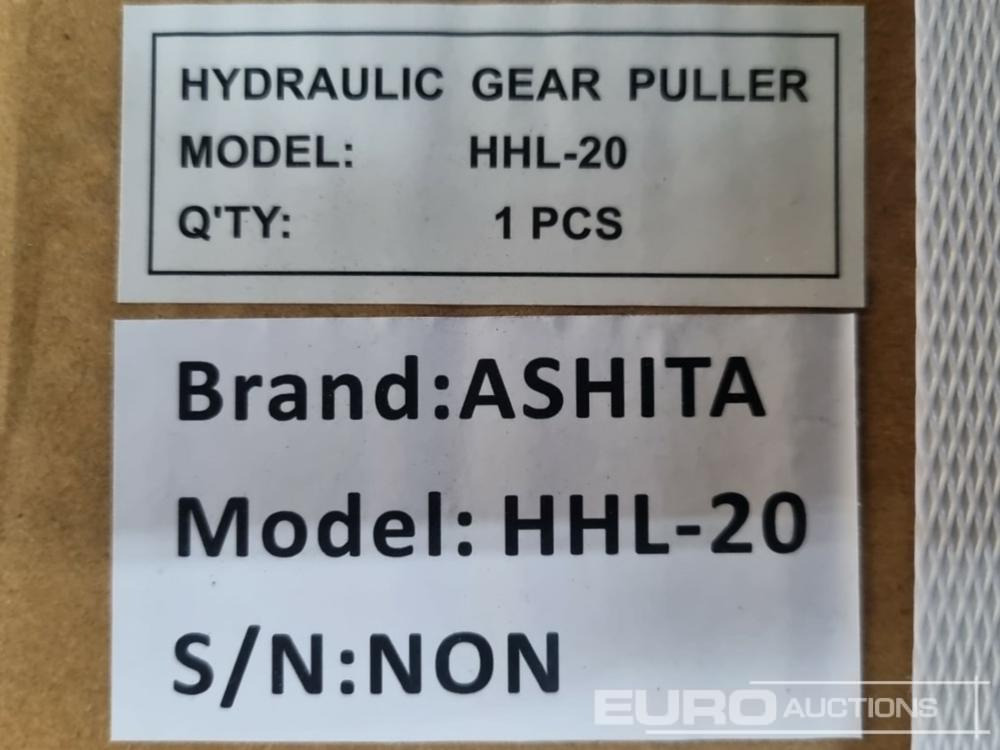 HYDRAULIC GEAR PULLER
MODEL: HHL-20
Q'TY: 1 PCS
Brand:ASHITA
Model: HHL-20
S/N:NON
EURO AUCTIONS